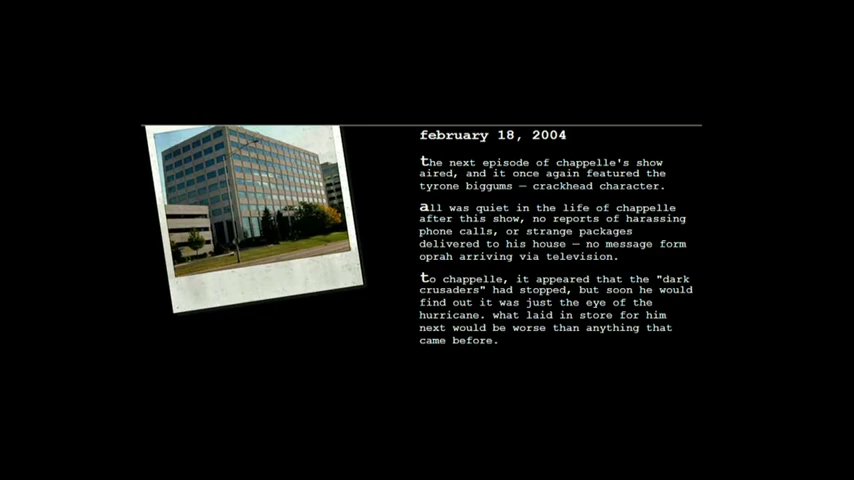 february 18, 2004
the next episode of chappelle's show
aired, and it once again featured the
tyrone biggums — crackhead character.
all was quiet in the life of chappelle
after this show, no reports of harassing
phone calls, or strange packages
delivered to his house — no message form
oprah arriving via television.
to chappelle, it appeared that the "dark
crusaders" had stopped, but soon he would
find out it was just the eye of the
hurricane. what laid in store for him
next would be worse than anything that
came before.